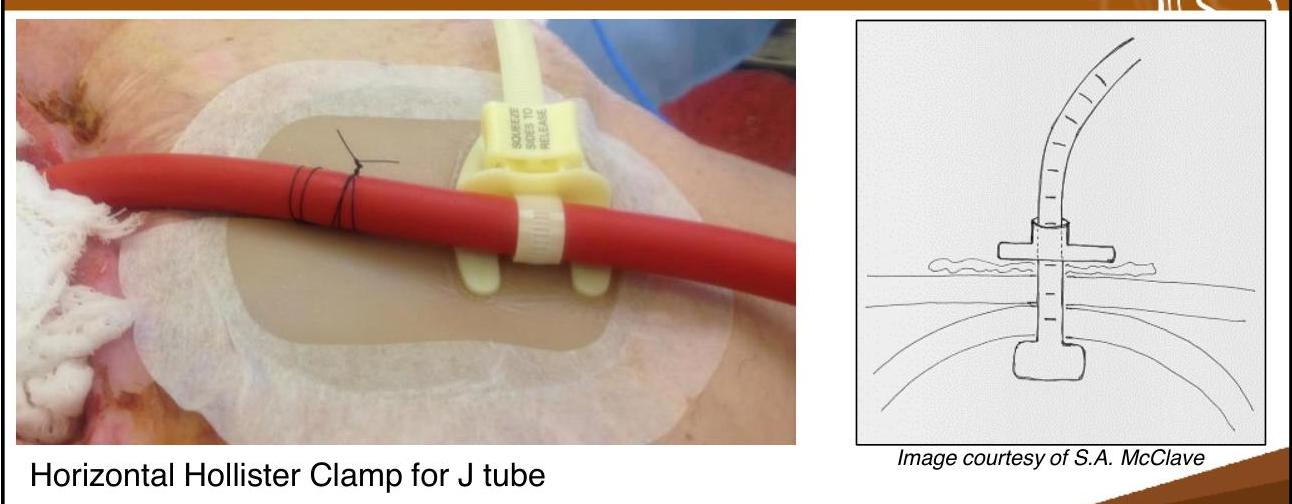 SQUEEZE
SIDES TO
RELEASE
Image courtesy of S.A. McClave
Horizontal Hollister Clamp for J tube